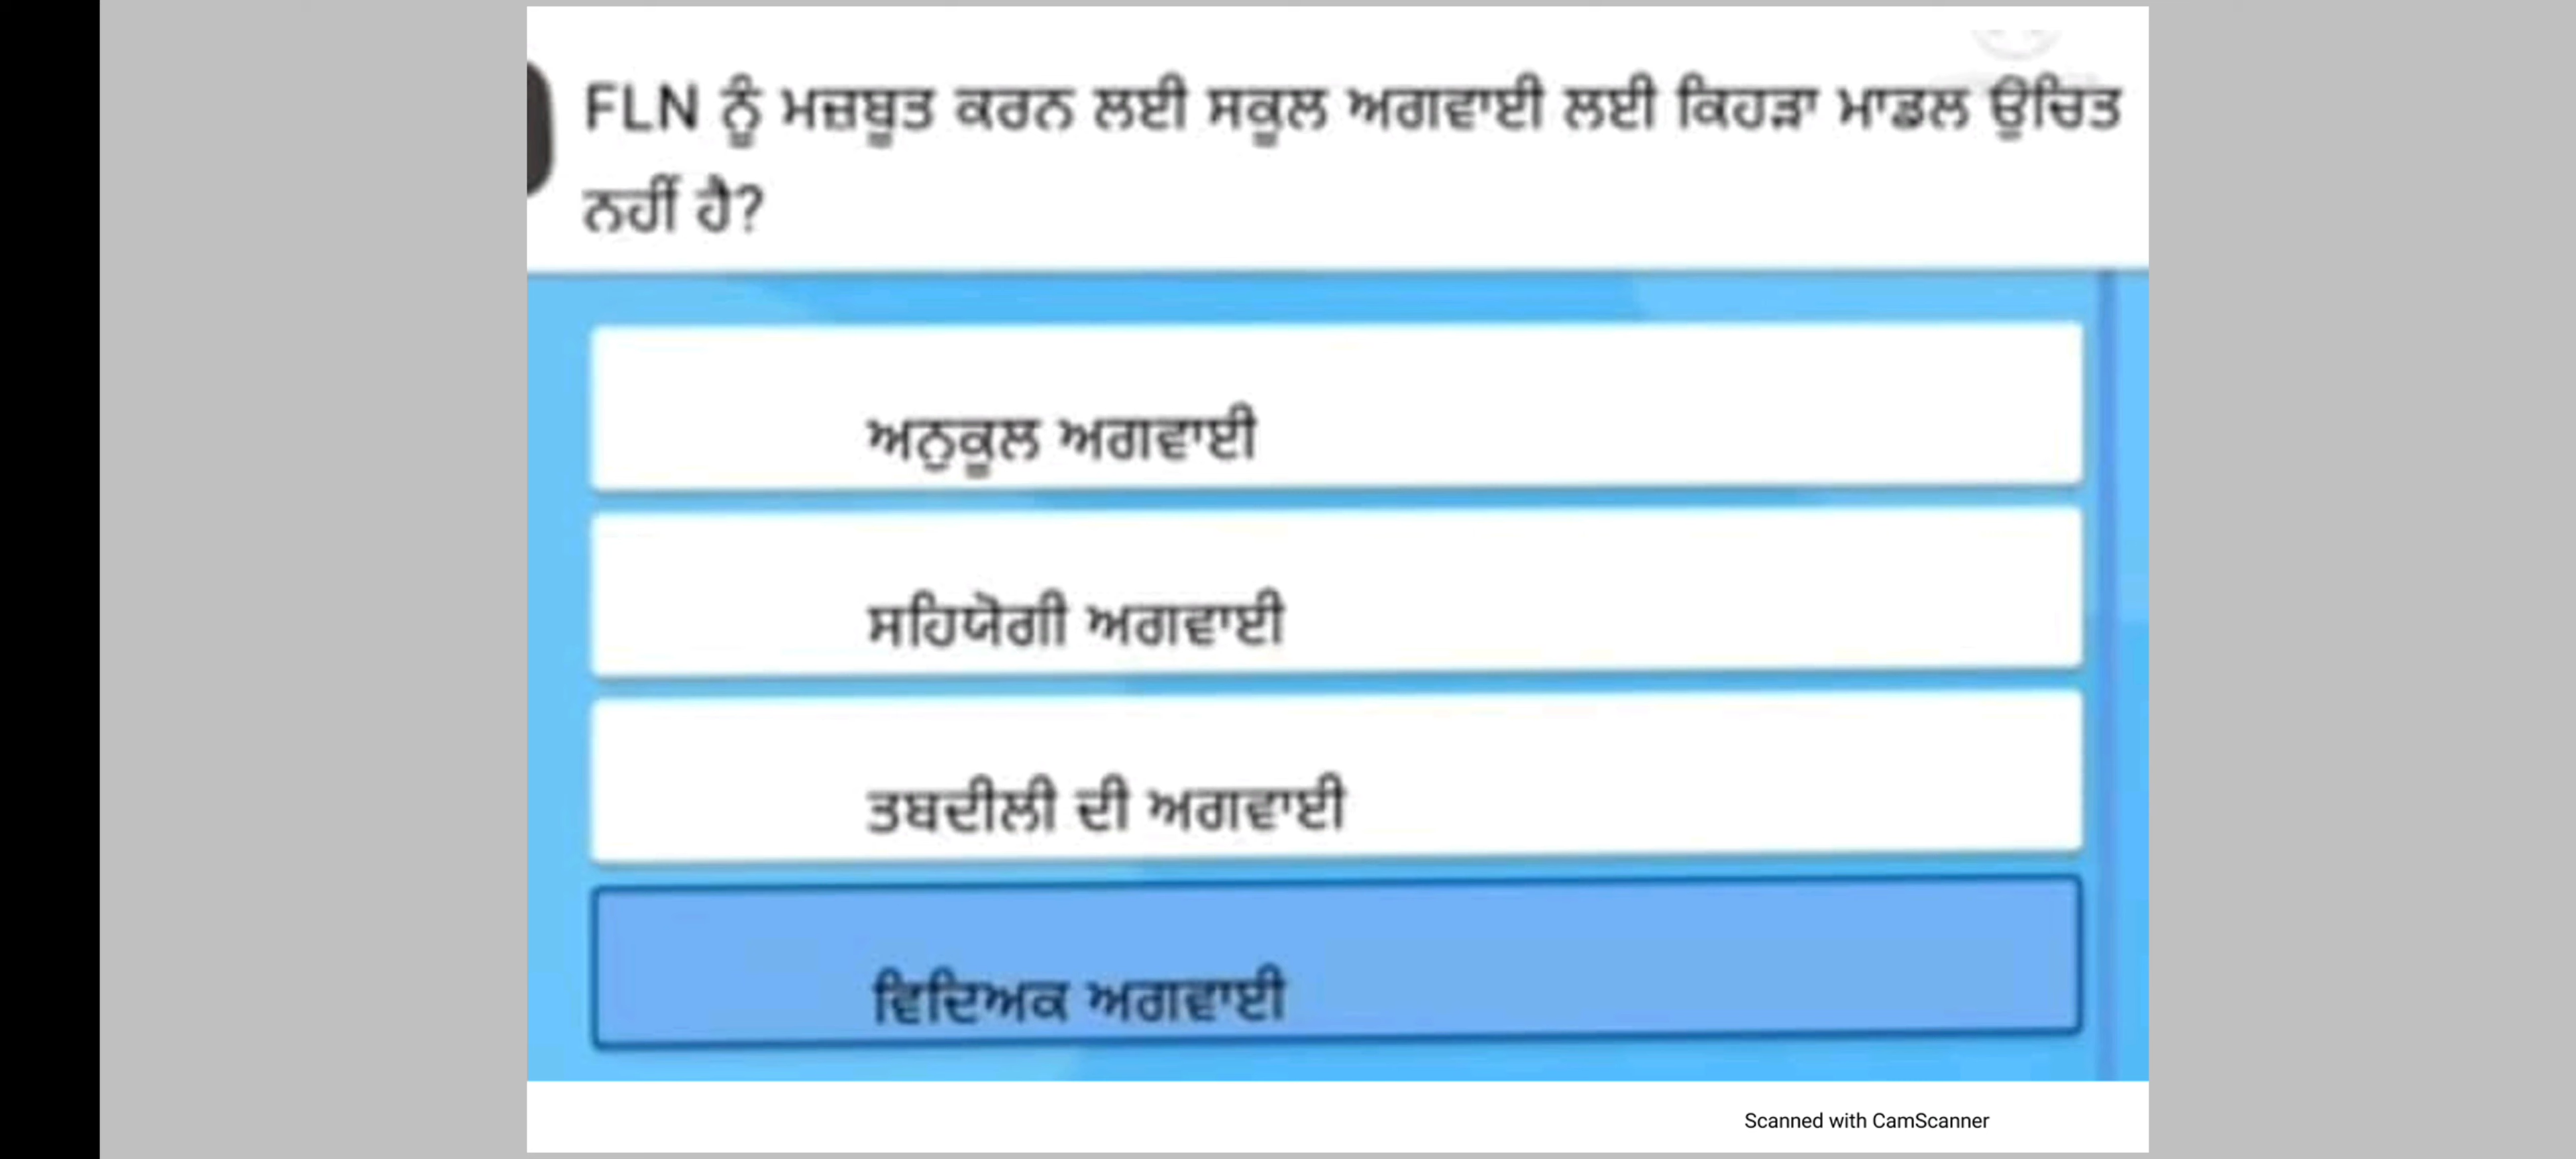 FLN ਨੂੰ ਮਜ਼ਬੂਤ ਕਰਨ ਲਈ ਸਕੂਲ ਅਗਵਾਈ ਲਈ ਕਿਹੜਾ ਮਾਡਲ ਉਚਿਤ
ਨਹੀਂ ਹੈ?
ਅਨੁਕੂਲ ਅਗਵਾਈ
ਸਹਿਯੋਗੀ ਅਗਵਾਈ
ਤਬਦੀਲੀ ਦੀ ਅਗਵਾਈ
ਵਿਦਿਅਕ ਅਗਵਾਈ
Scanned with CamScanner